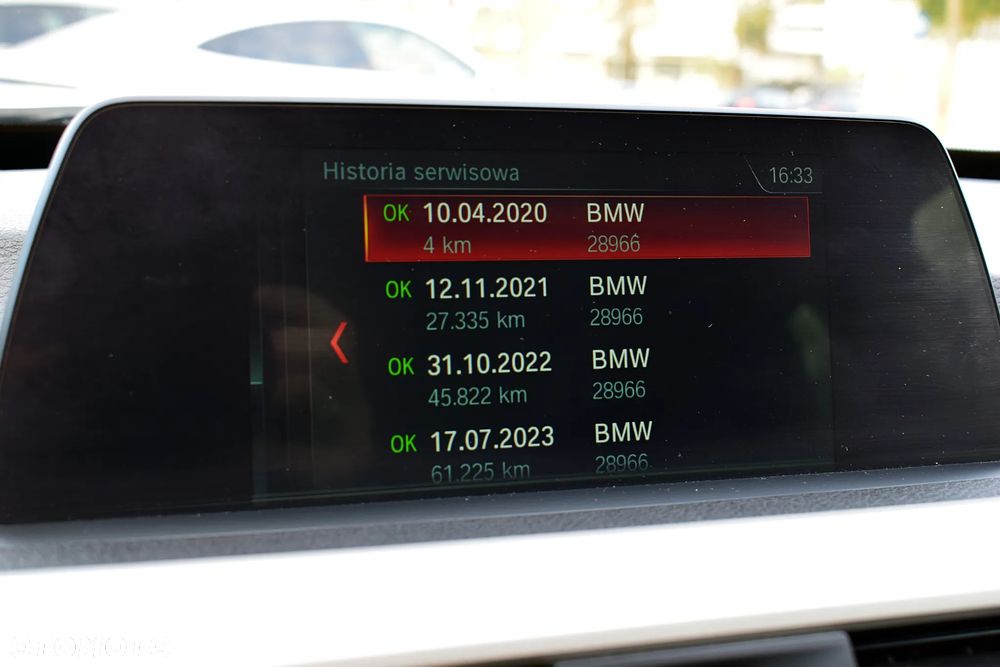 Historia serwisowa 16:33
OK 10.04.2020 BMW
4 km 28966
OK 12.11.2021 BMW
27.335 km 28966
OK 31.10.2022 BMW
45.822 km 28966
OK 17.07.2023 BMW
61.225 km 28966